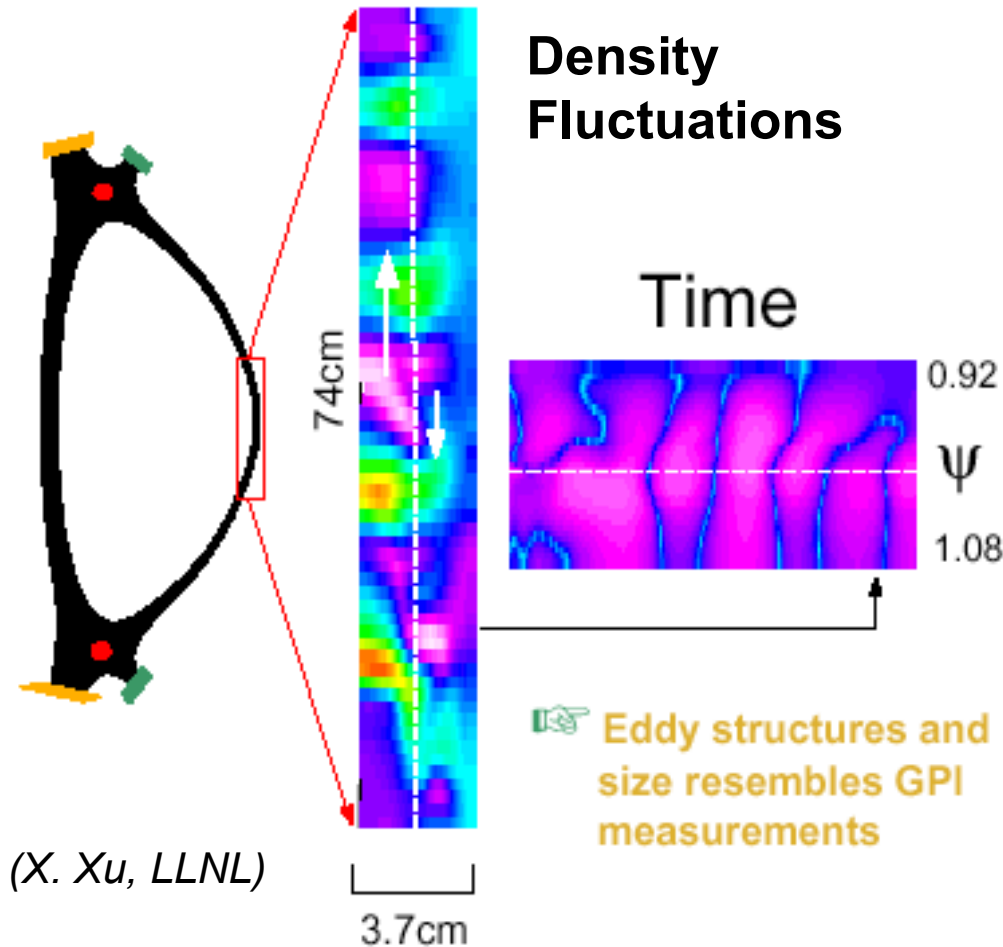 Density
Fluctuations
74cm
Time
0.92
ψ
1.08
☞ Eddy structures and
size resembles GPI
measurements
(X. Xu, LLNL)
3.7cm